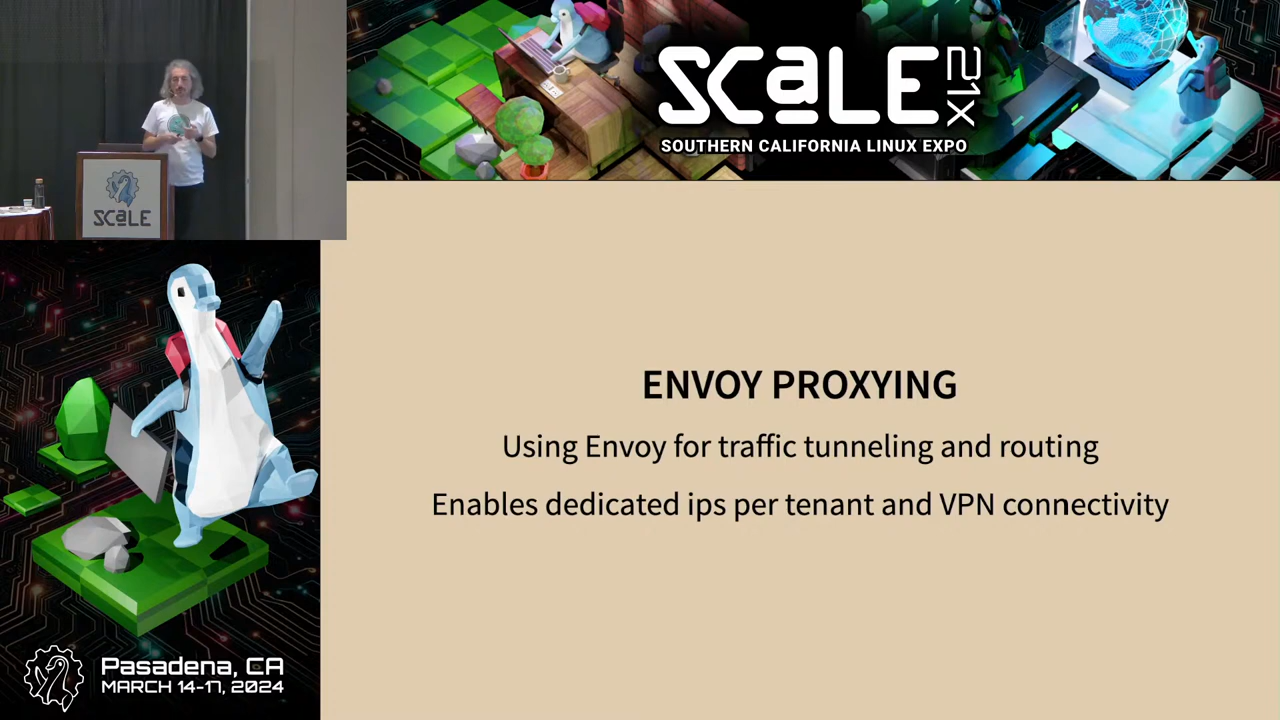 SCaLE
21X
SOUTHERN CALIFORNIA LINUX EXPO
SCaLE
ENVOY PROXYING
Using Envoy for traffic tunneling and routing
Enables dedicated ips per tenant and VPN connectivity
Pasadena, CA
MARCH 14-17, 2024